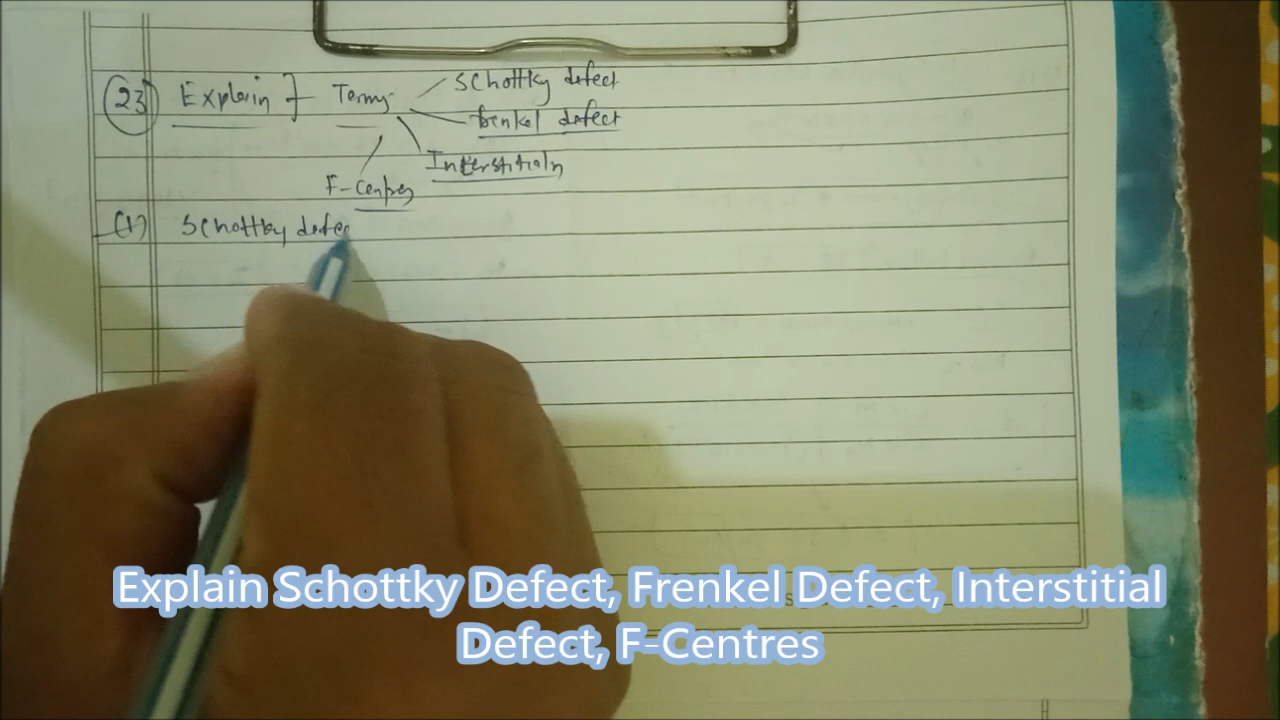 (23) Explain } - Terms - Schottky defect
frenkel defect
Interstitials
F-Centres
(1) Schottky defec
Explain Schottky Defect, Frenkel Defect, Interstitial
Defect, F-Centres